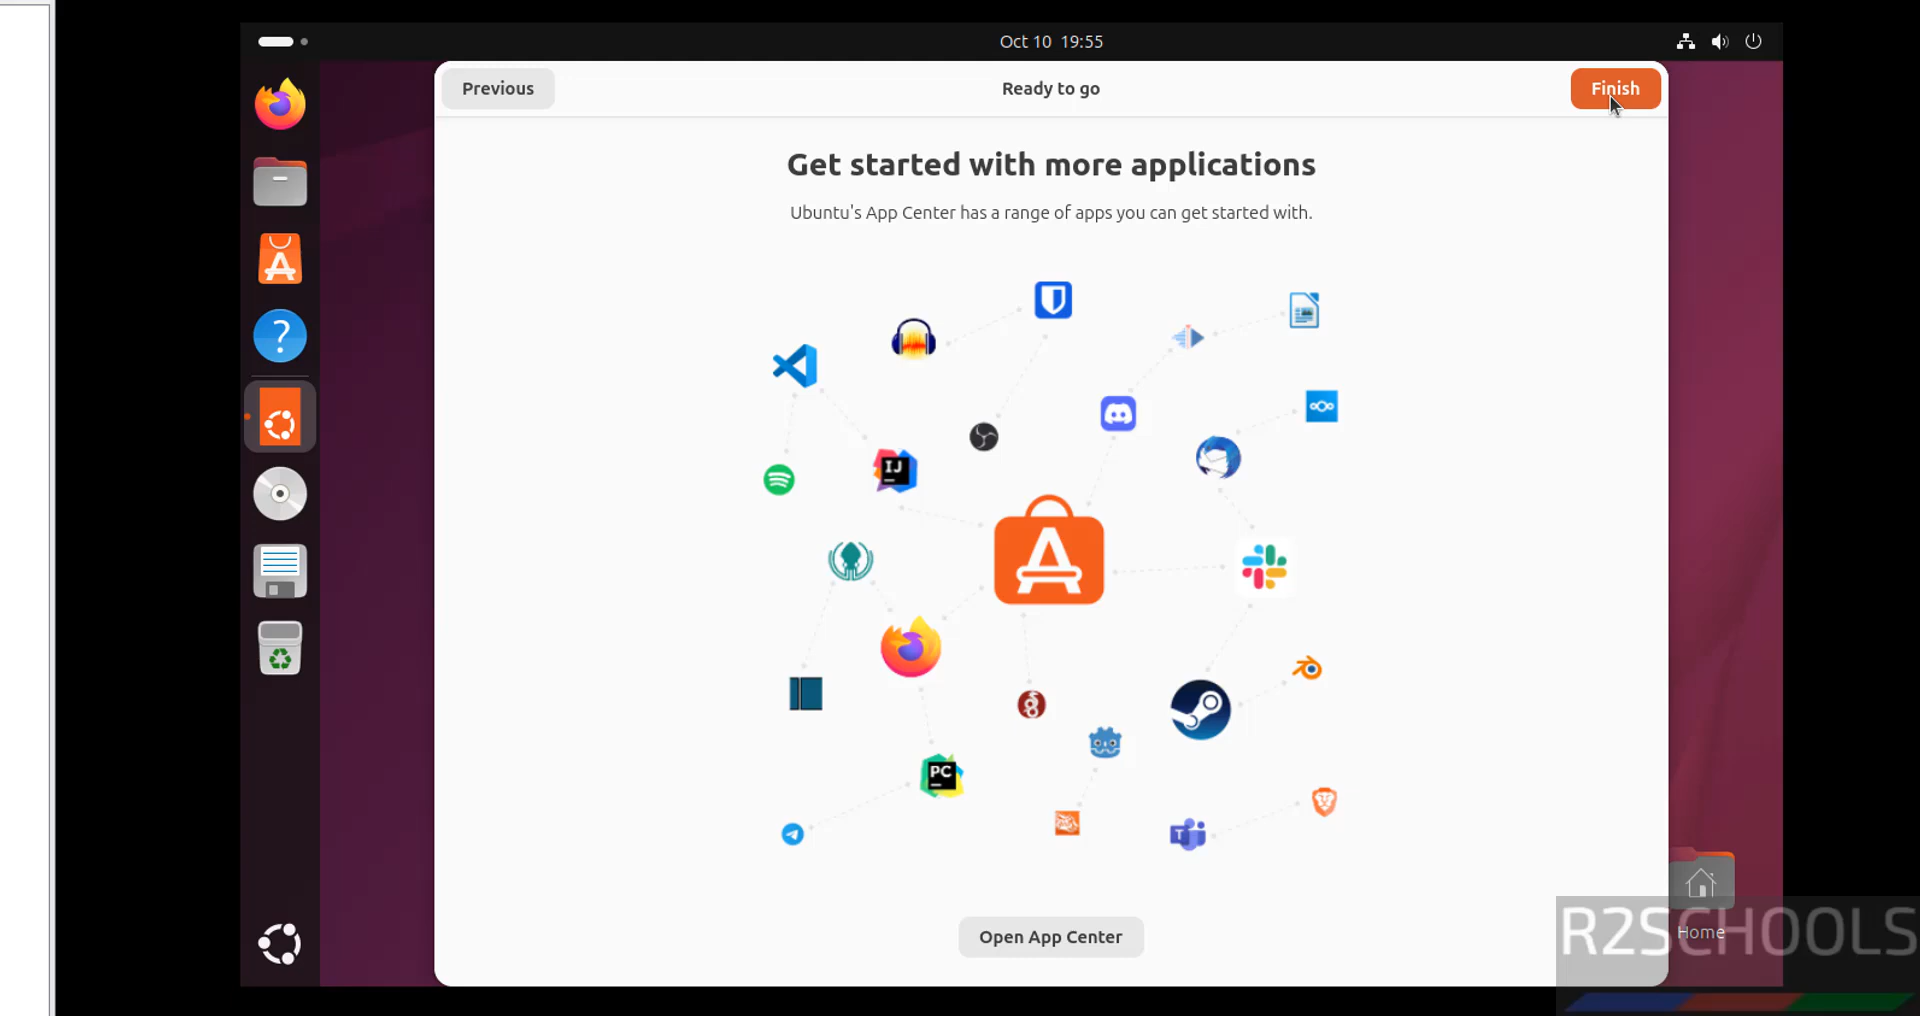 Oct 10 19:55
Previous
Ready to go
Finish
Get started with more applications
Ubuntu's App Center has a range of apps you can get started with.
IJ
PC
T
Open App Center
Home
R2SCHOOLS